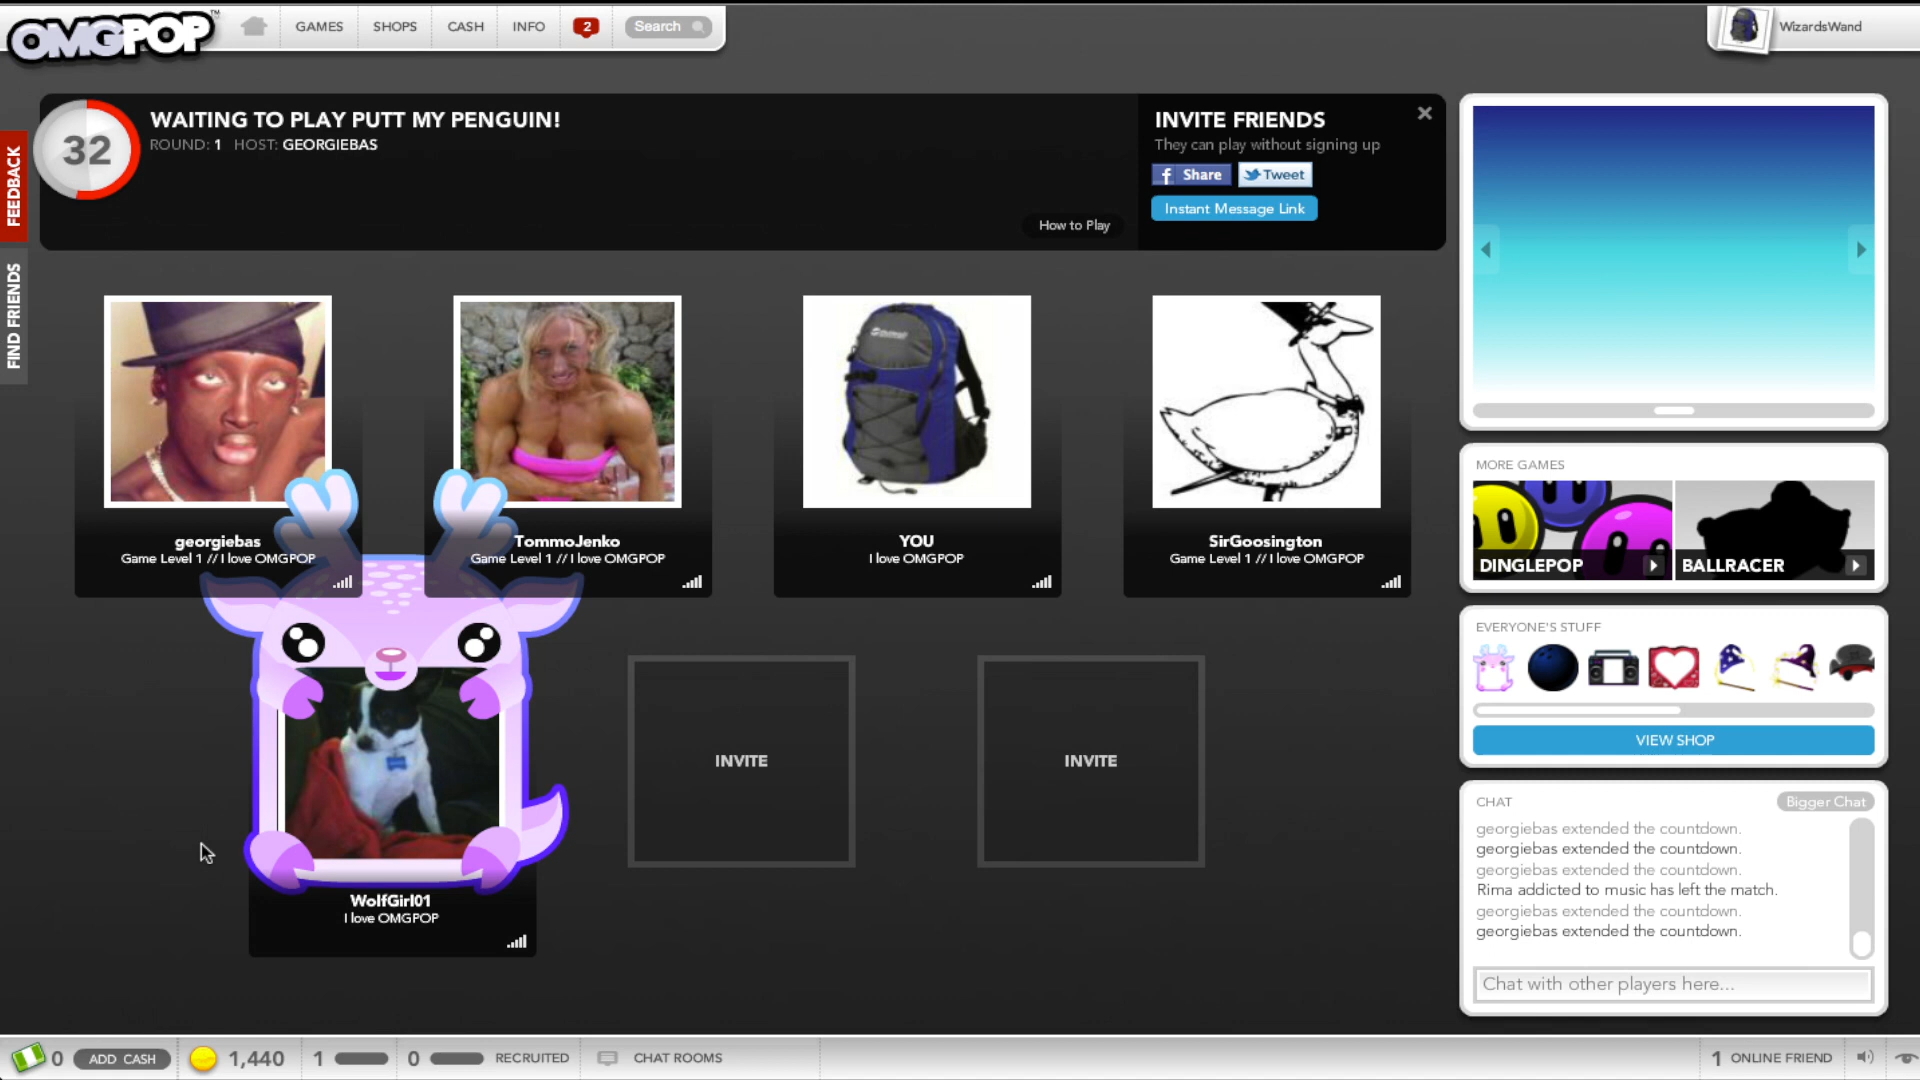 OMGPOP™
GAMES
SHOPS
CASH
INFO
2
Search
WizardsWand
FEEDBACK
FIND FRIENDS
32
WAITING TO PLAY PUTT MY PENGUIN!
ROUND: 1 HOST: GEORGIEBAS
How to Play
INVITE FRIENDS
They can play without signing up
f Share
Tweet
Instant Message Link
georgiebas
Game Level 1 // I love OMGPOP
TommoJenko
Game Level 1 // I love OMGPOP
YOU
I love OMGPOP
SirGoosington
Game Level 1 // I love OMGPOP
WolfGirl01
I love OMGPOP
INVITE
INVITE
MORE GAMES
DINGLEPOP
BALLRACER
EVERYONE'S STUFF
VIEW SHOP
CHAT
Bigger Chat
georgiebas extended the countdown.
georgiebas extended the countdown.
georgiebas extended the countdown.
Rima addicted to music has left the match.
georgiebas extended the countdown.
georgiebas extended the countdown.
Chat with other players here...
0 ADD CASH
1,440
1
0 RECRUITED
CHAT ROOMS
1 ONLINE FRIEND